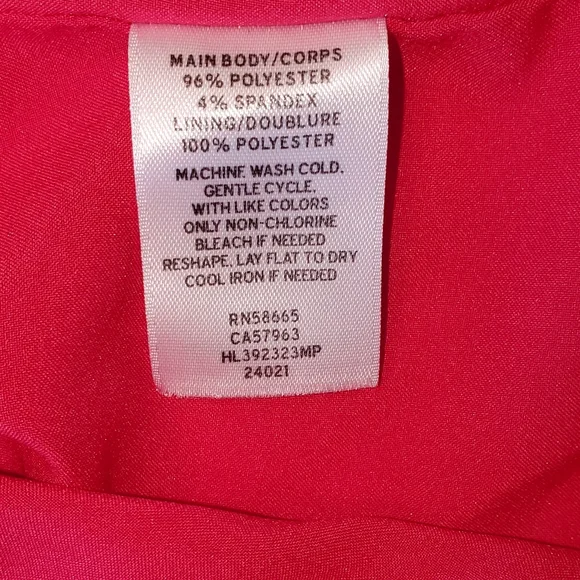 MAIN BODY/CORPS
96% POLYESTER
4% SPANDEX
LINING/DOUBLURE
100% POLYESTER
MACHINE WASH COLD.
GENTLE CYCLE.
WITH LIKE COLORS
ONLY NON-CHLORINE
BLEACH IF NEEDED
RESHAPE. LAY FLAT TO DRY
COOL IRON IF NEEDED
RN58665
CA57963
HL392323MP
24021